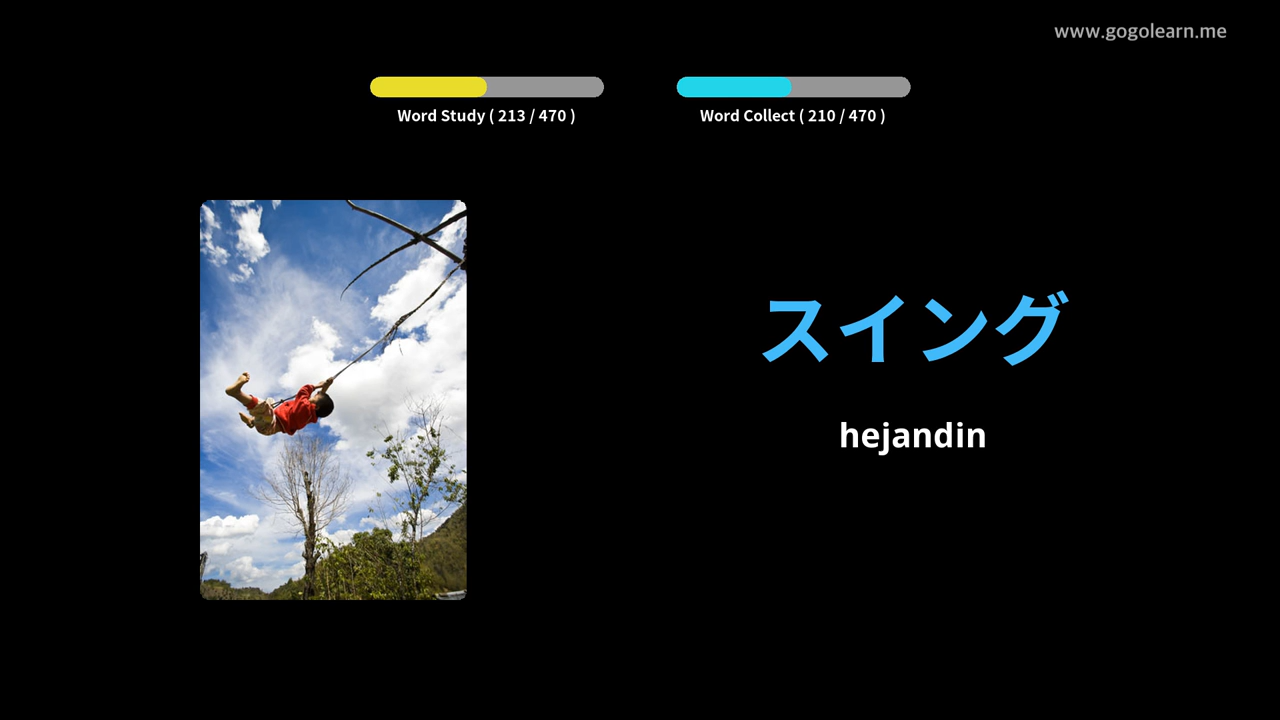 www.gogolearn.me
Word Study ( 213 / 470 )
Word Collect ( 210 / 470 )
スイング
hejandin